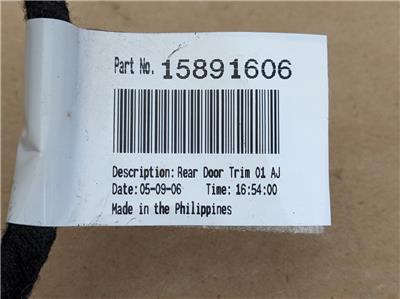 Part No. 15891606
Description: Rear Door Trim 01 AJ
Date: 05-09-06 Time: 16:54:00
Made in the Philippines